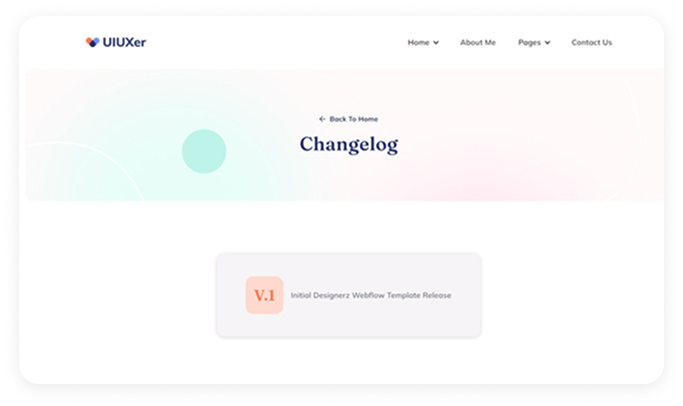 UIUXer
Home About Me Pages Contact Us
Back To Home
Changelog
V.1 Initial Designerz Webflow Template Release